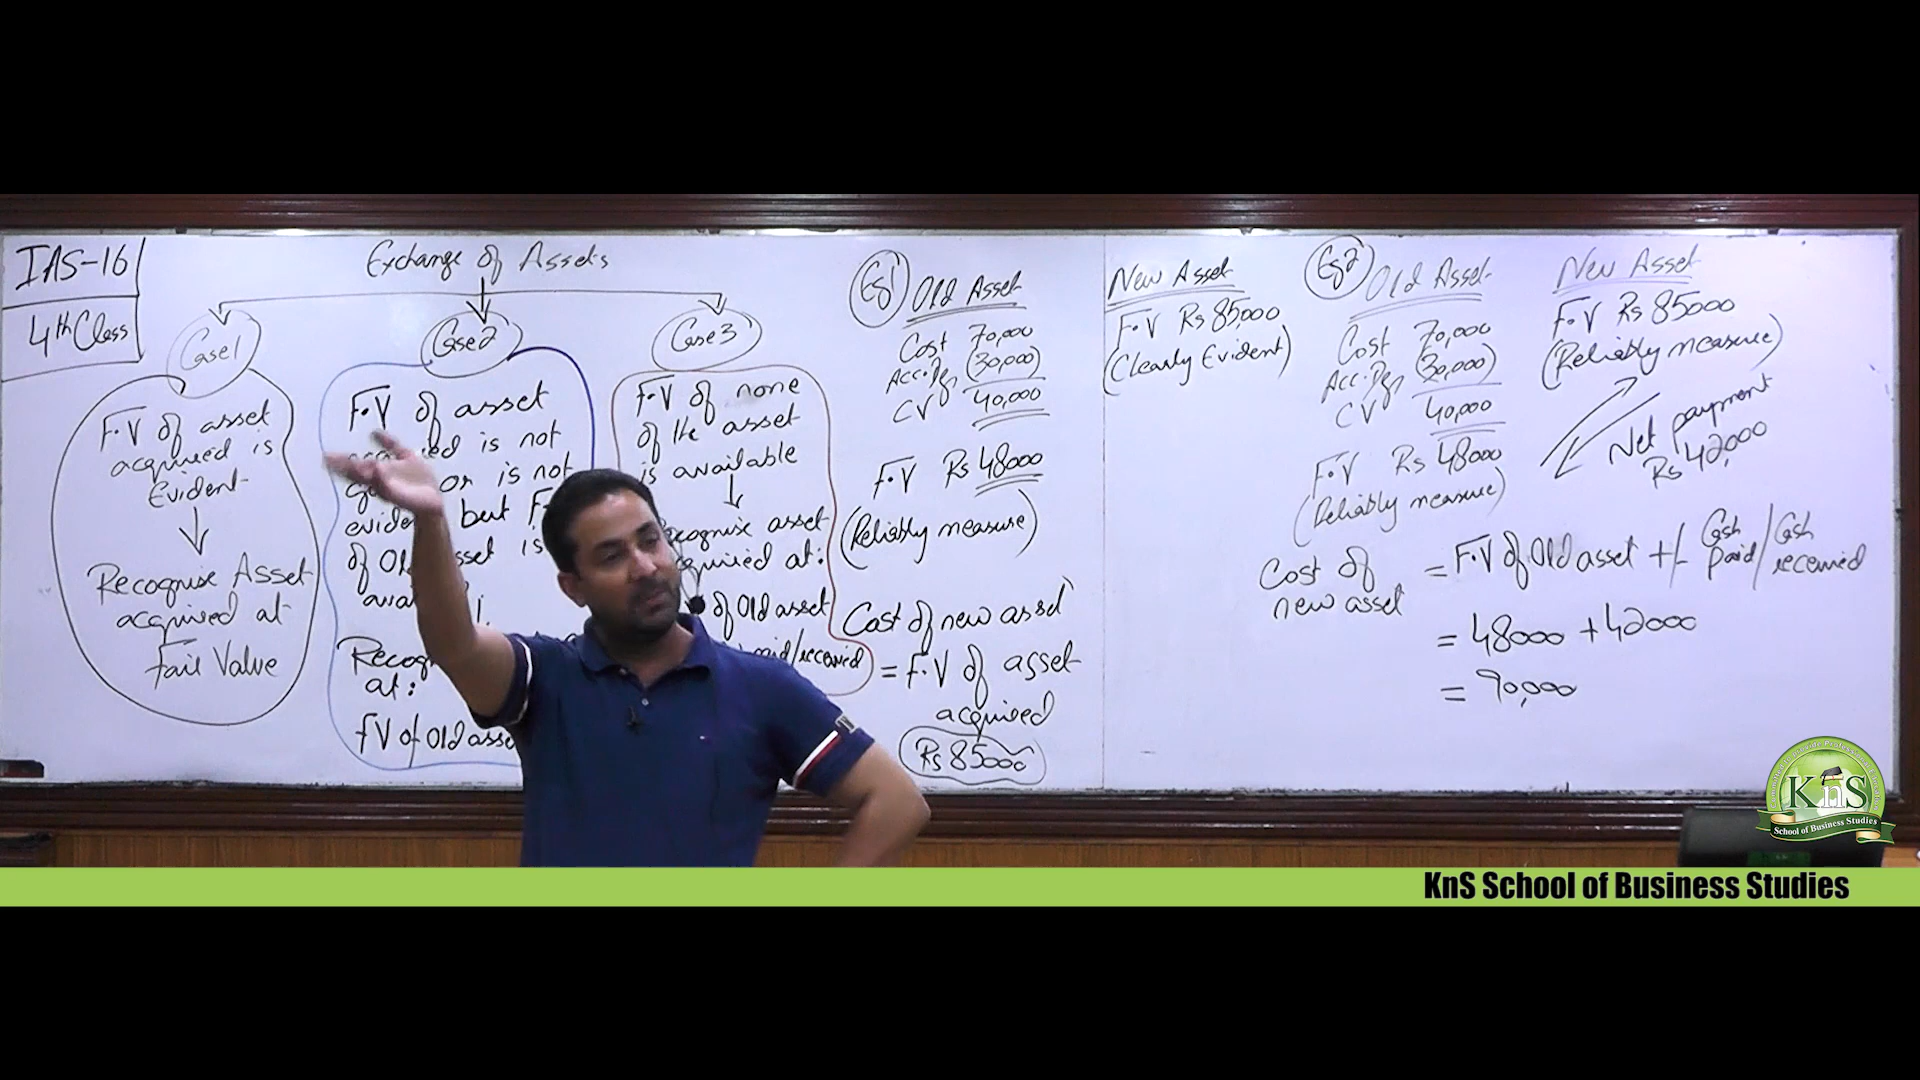 IAS-16
4th Class
Exchange of Assets
Case1
F.V of asset
acquired is
Evident
Recognise Asset
acquired at
Fair Value
Case2
F.V of asset
is not
or is not
but
of Old asset is
Recog
at:
FV of Old asse
Case3
F.V of none
of the asset
is available
ecognise asset
cquired at:
of Old asset
paid/received
Eg1
Old Asset
Cost 70,000
Acc.Dep (30,000)
CV 40,000
F.V Rs 48000
(Reliably measure)
Cost of new asset
= F.V of asset
acquired
Rs 85000
New Asset
F.V Rs 85,000
(Clearly Evident)
Eg2
Old Asset
Cost 70,000
Acc.Dep (30,000)
CV 40,000
F.V Rs 48000
(Reliably measure)
New Asset
F.V Rs 85000
(Reliably measure)
Net payment
Rs 42,000
Cost of
new asset
= F.V of Old asset +/- Cash paid/Cash received
= 48000 + 42000
= 90,000
KnS
School of Business Studies
KnS School of Business Studies